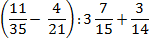 (11/35 − 4/21) : 3 7/15 + 3/14